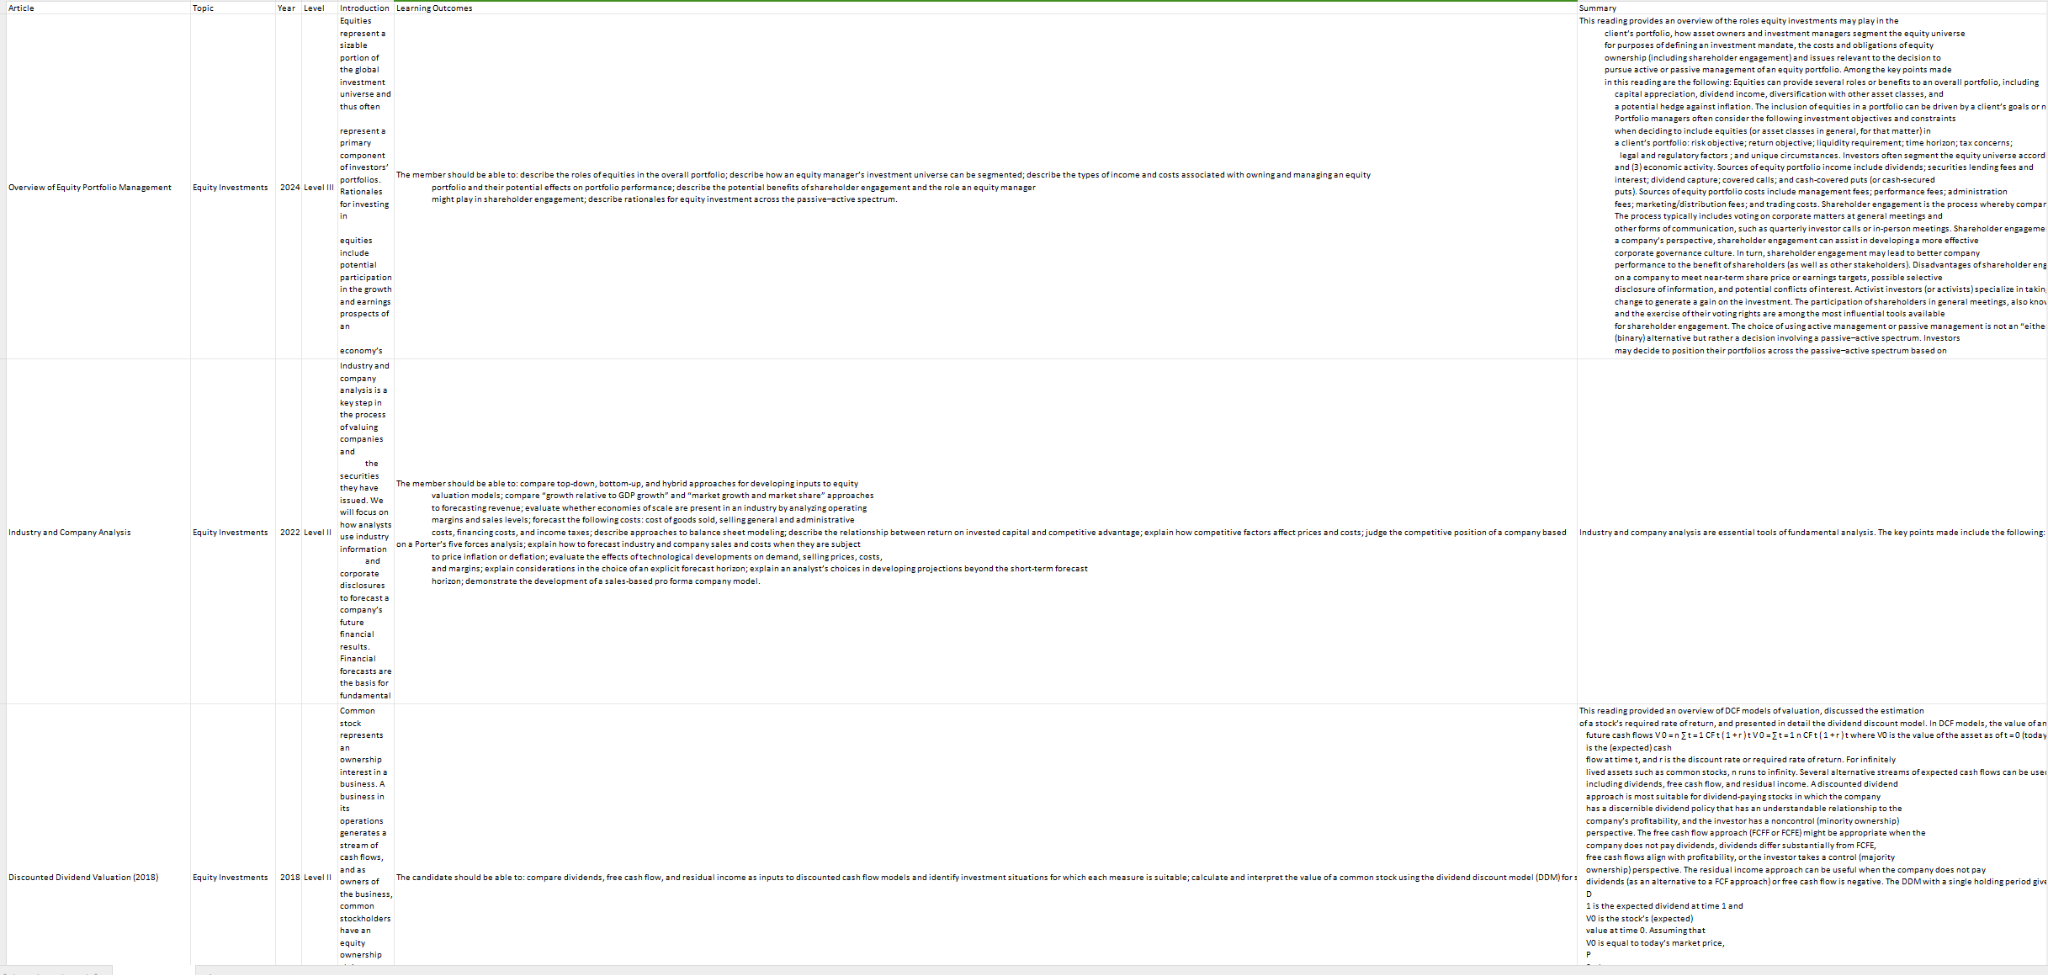 Article Topic Year Level Introduction Learning Outcomes Summary
Overview of Equity Portfolio Management
Equity Investments
2024
Level III
Equities
represent a
sizable
portion of
the global
investment
universe and
thus often
represent a
primary
component
of investors'
portfolios.
Rationales
for investing
in
equities
include
potential
participation
in the growth
and earnings
prospects of
an
economy's
The member should be able to: describe the roles of equities in the overall portfolio; describe how an equity manager's investment universe can be segmented; describe the types of income and costs associated with owning and managing an equity
portfolio and their potential effects on portfolio performance; describe the potential benefits of shareholder engagement and the role an equity manager
might play in shareholder engagement; describe rationales for equity investment across the passive–active spectrum.
This reading provides an overview of the roles equity investments may play in the
client's portfolio, how asset owners and investment managers segment the equity universe
for purposes of defining an investment mandate, the costs and obligations of equity
ownership (including shareholder engagement) and issues relevant to the decision to
pursue active or passive management of an equity portfolio. Among the key points made
in this reading are the following: Equities can provide several roles or benefits to an overall portfolio, including
capital appreciation, dividend income, diversification with other asset classes, and
a potential hedge against inflation. The inclusion of equities in a portfolio can be driven by a client's goals or n
Portfolio managers often consider the following investment objectives and constraints
when deciding to include equities (or asset classes in general, for that matter) in
a client's portfolio: risk objective; return objective; liquidity requirement; time horizon; tax concerns;
legal and regulatory factors ; and unique circumstances. Investors often segment the equity universe accord
and (3) economic activity. Sources of equity portfolio income include dividends; securities lending fees and
interest; dividend capture; covered calls; and cash-covered puts (or cash-secured
puts). Sources of equity portfolio costs include management fees; performance fees; administration
fees; marketing/distribution fees; and trading costs. Shareholder engagement is the process whereby compar
The process typically includes voting on corporate matters at general meetings and
other forms of communication, such as quarterly investor calls or in-person meetings. Shareholder engageme
a company's perspective, shareholder engagement can assist in developing a more effective
corporate governance culture. In turn, shareholder engagement may lead to better company
performance to the benefit of shareholders (as well as other stakeholders). Disadvantages of shareholder eng
on a company to meet near-term share price or earnings targets, possible selective
disclosure of information, and potential conflicts of interest. Activist investors (or activists) specialize in takin
change to generate a gain on the investment. The participation of shareholders in general meetings, also know
and the exercise of their voting rights are among the most influential tools available
for shareholder engagement. The choice of using active management or passive management is not an "eithe
(binary) alternative but rather a decision involving a passive–active spectrum. Investors
may decide to position their portfolios across the passive–active spectrum based on
Industry and Company Analysis
Equity Investments
2022
Level II
Industry and
company
analysis is a
key step in
the process
of valuing
companies
and
the
securities
they have
issued. We
will focus on
how analysts
use industry
information
and
corporate
disclosures
to forecast a
company's
future
financial
results.
Financial
forecasts are
the basis for
fundamental
The member should be able to: compare top-down, bottom-up, and hybrid approaches for developing inputs to equity
valuation models; compare "growth relative to GDP growth" and "market growth and market share" approaches
to forecasting revenue; evaluate whether economies of scale are present in an industry by analyzing operating
margins and sales levels; forecast the following costs: cost of goods sold, selling general and administrative
costs, financing costs, and income taxes; describe approaches to balance sheet modeling; describe the relationship between return on invested capital and competitive advantage; explain how competitive factors affect prices and costs; judge the competitive position of a company based
on a Porter's five forces analysis; explain how to forecast industry and company sales and costs when they are subject
to price inflation or deflation; evaluate the effects of technological developments on demand, selling prices, costs,
and margins; explain considerations in the choice of an explicit forecast horizon; explain an analyst's choices in developing projections beyond the short-term forecast
horizon; demonstrate the development of a sales-based pro forma company model.
Industry and company analysis are essential tools of fundamental analysis. The key points made include the following:
Discounted Dividend Valuation (2018)
Equity Investments
2018
Level II
Common
stock
represents
an
ownership
interest in a
business. A
business in
its
operations
generates a
stream of
cash flows,
and as
owners of
the business,
common
stockholders
have an
equity
ownership
The candidate should be able to: compare dividends, free cash flow, and residual income as inputs to discounted cash flow models and identify investment situations for which each measure is suitable; calculate and interpret the value of a common stock using the dividend discount model (DDM) for s
This reading provided an overview of DCF models of valuation, discussed the estimation
of a stock's required rate of return, and presented in detail the dividend discount model. In DCF models, the value of an
future cash flows V 0 = n ∑ t = 1 CF t ( 1 + r ) t V 0 = ∑ t = 1 n CF t ( 1 + r ) t where V0 is the value of the asset as of t = 0 (today
is the (expected) cash
flow at time t, and r is the discount rate or required rate of return. For infinitely
lived assets such as common stocks, n runs to infinity. Several alternative streams of expected cash flows can be use
including dividends, free cash flow, and residual income. A discounted dividend
approach is most suitable for dividend-paying stocks in which the company
has a discernible dividend policy that has an understandable relationship to the
company's profitability, and the investor has a noncontrol (minority ownership)
perspective. The free cash flow approach (FCFF or FCFE) might be appropriate when the
company does not pay dividends, dividends differ substantially from FCFE,
free cash flows align with profitability, or the investor takes a control (majority
ownership) perspective. The residual income approach can be useful when the company does not pay
dividends (as an alternative to a FCF approach) or free cash flow is negative. The DDM with a single holding period give
D
1 is the expected dividend at time 1 and
V0 is the stock's (expected)
value at time 0. Assuming that
V0 is equal to today's market price,
P